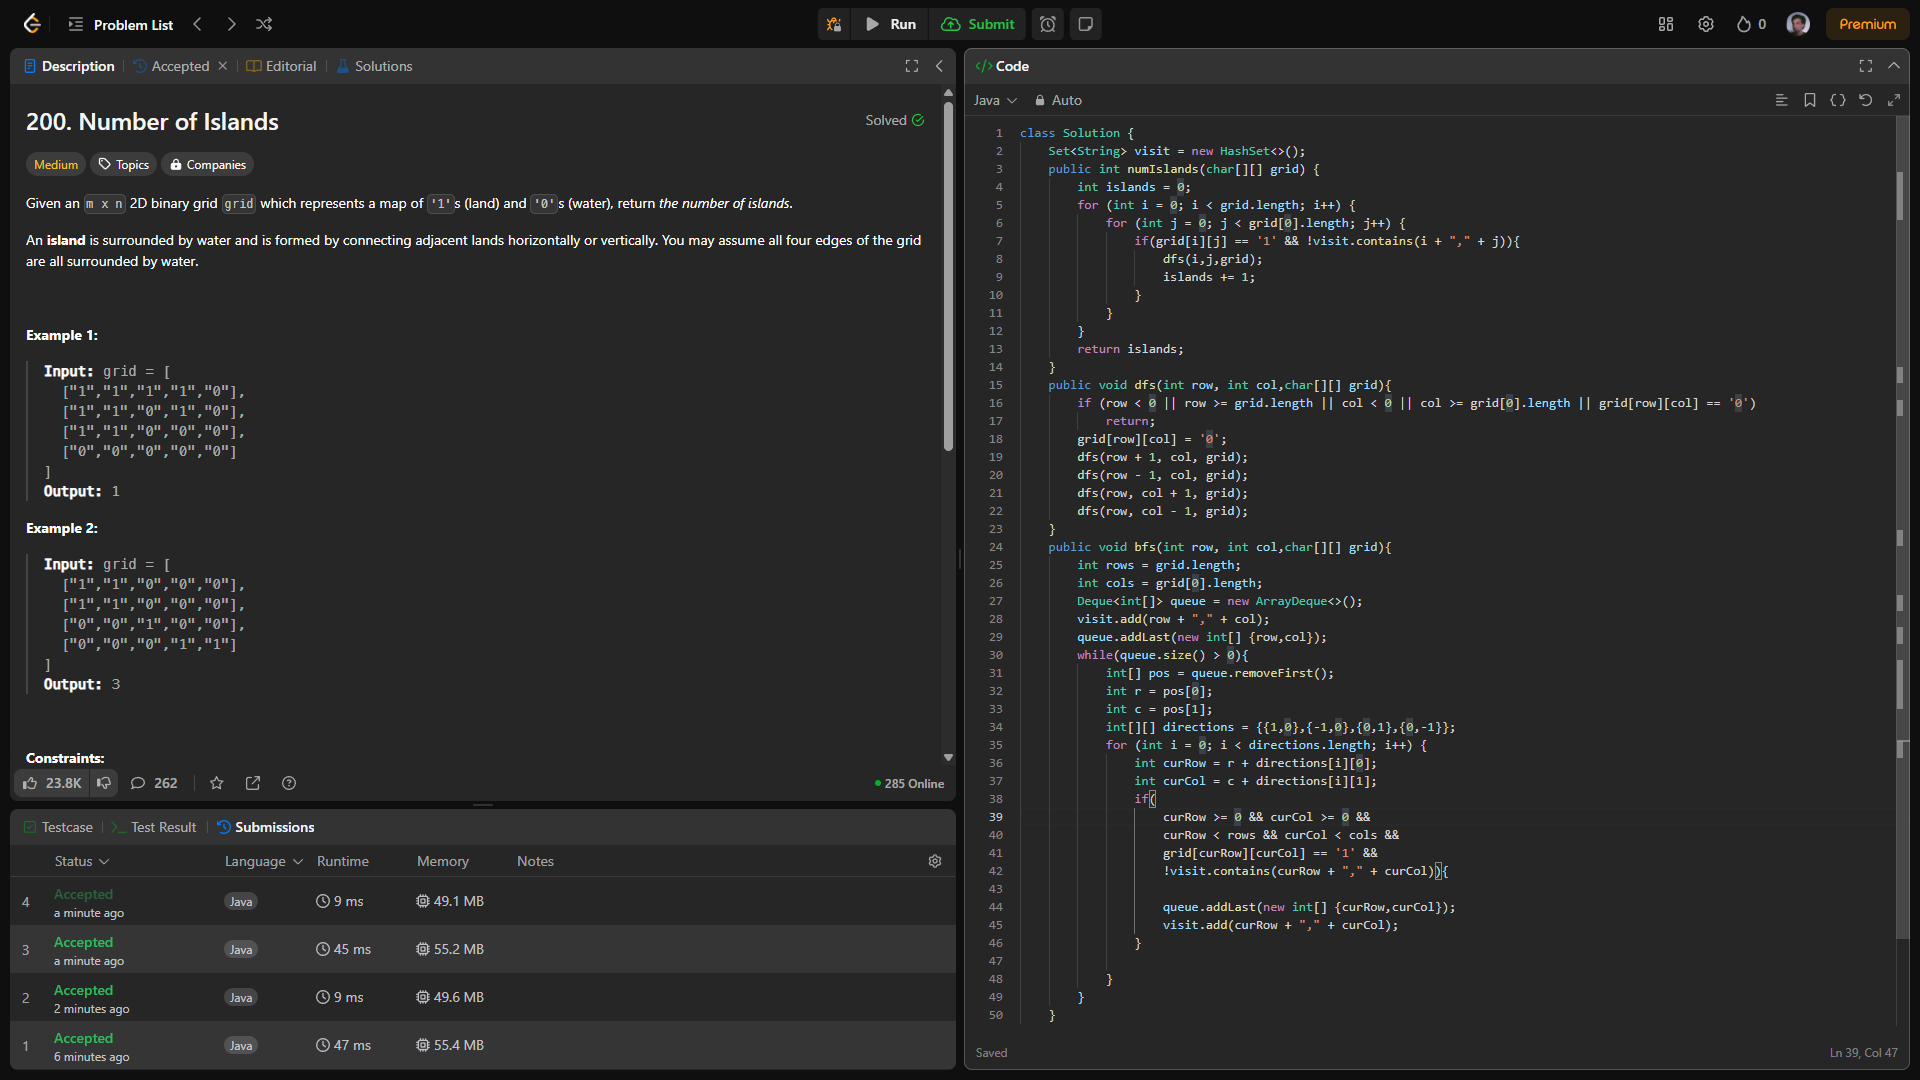 Problem List
Run
Submit
0
Premium
Description
Accepted
Editorial
Solutions
200. Number of Islands
Solved
Medium
Topics
Companies
Given an m x n 2D binary grid grid which represents a map of '1's (land) and '0's (water), return the number of islands.
An island is surrounded by water and is formed by connecting adjacent lands horizontally or vertically. You may assume all four edges of the grid
are all surrounded by water.
Example 1:
Input: grid = [
["1","1","1","1","0"],
["1","1","0","1","0"],
["1","1","0","0","0"],
["0","0","0","0","0"]
]
Output: 1
Example 2:
Input: grid = [
["1","1","0","0","0"],
["1","1","0","0","0"],
["0","0","1","0","0"],
["0","0","0","1","1"]
]
Output: 3
Constraints:
23.8K
262
285 Online
Testcase
Test Result
Submissions
Status
Language
Runtime
Memory
Notes
4
Accepted
a minute ago
Java
9 ms
49.1 MB
3
Accepted
a minute ago
Java
45 ms
55.2 MB
2
Accepted
2 minutes ago
Java
9 ms
49.6 MB
1
Accepted
6 minutes ago
Java
47 ms
55.4 MB
</> Code
Java
Auto
1 class Solution {
2     Set<String> visit = new HashSet<>();
3     public int numIslands(char[][] grid) {
4         int islands = 0;
5         for (int i = 0; i < grid.length; i++) {
6             for (int j = 0; j < grid[0].length; j++) {
7                 if(grid[i][j] == '1' && !visit.contains(i + "," + j)){
8                     dfs(i,j,grid);
9                     islands += 1;
10                 }
11             }
12         }
13         return islands;
14     }
15     public void dfs(int row, int col,char[][] grid){
16         if (row < 0 || row >= grid.length || col < 0 || col >= grid[0].length || grid[row][col] == '0')
17             return;
18         grid[row][col] = '0';
19         dfs(row + 1, col, grid);
20         dfs(row - 1, col, grid);
21         dfs(row, col + 1, grid);
22         dfs(row, col - 1, grid);
23     }
24     public void bfs(int row, int col,char[][] grid){
25         int rows = grid.length;
26         int cols = grid[0].length;
27         Deque<int[]> queue = new ArrayDeque<>();
28         visit.add(row + "," + col);
29         queue.addLast(new int[] {row,col});
30         while(queue.size() > 0){
31             int[] pos = queue.removeFirst();
32             int r = pos[0];
33             int c = pos[1];
34             int[][] directions = {{1,0},{-1,0},{0,1},{0,-1}};
35             for (int i = 0; i < directions.length; i++) {
36                 int curRow = r + directions[i][0];
37                 int curCol = c + directions[i][1];
38                 if(
39                     curRow >= 0 && curCol >= 0 &&
40                     curRow < rows && curCol < cols &&
41                     grid[curRow][curCol] == '1' &&
42                     !visit.contains(curRow + "," + curCol)){
43
44                     queue.addLast(new int[] {curRow,curCol});
45                     visit.add(curRow + "," + curCol);
46                 }
47
48             }
49         }
50     }
Saved
Ln 39, Col 47